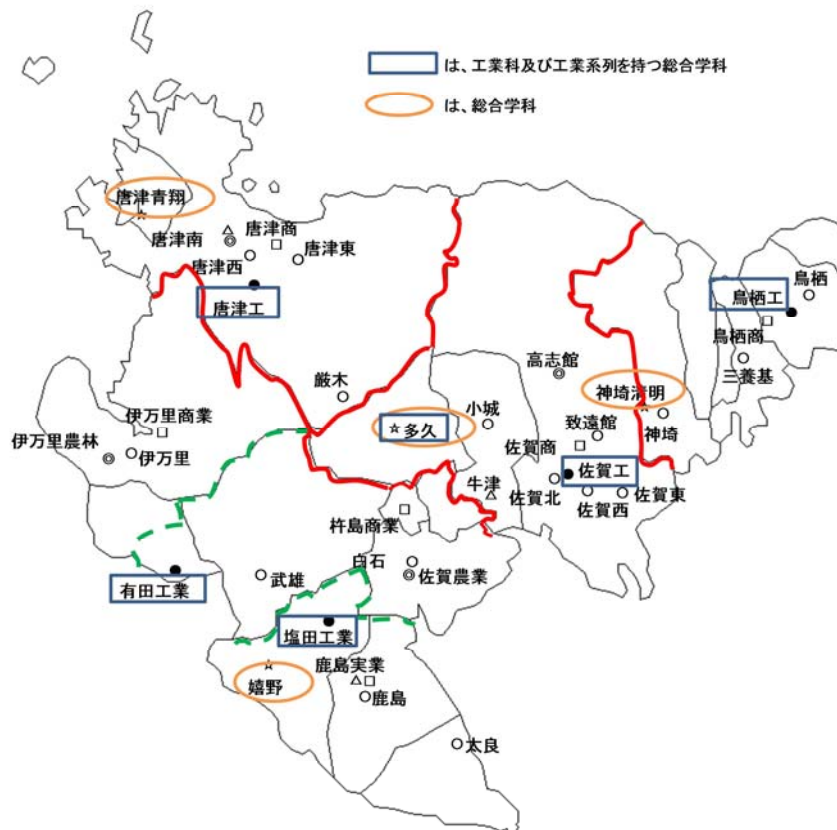 は、工業科及び工業系列を持つ総合学科
は、総合学科
唐津青翔
唐津南
唐津商
唐津西
唐津東
唐津工
鳥栖
鳥栖工
鳥栖商
三養基
高志館
神埼清明
神埼
厳木
多久
小城
致遠館
佐賀商
佐賀工
佐賀北
佐賀西
佐賀東
牛津
伊万里商業
伊万里農林
伊万里
杵島商業
白石
佐賀農業
武雄
有田工業
塩田工業
嬉野
鹿島実業
鹿島
太良